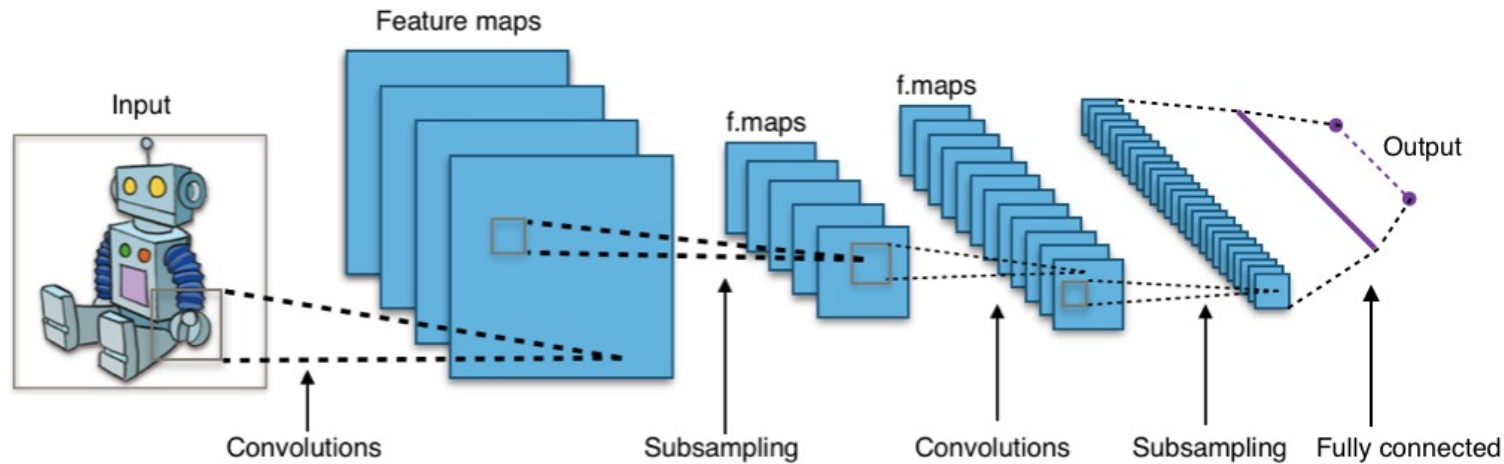 Feature maps
f.maps
Input
f.maps
Output
Convolutions
Subsampling
Convolutions
Subsampling
Fully connected